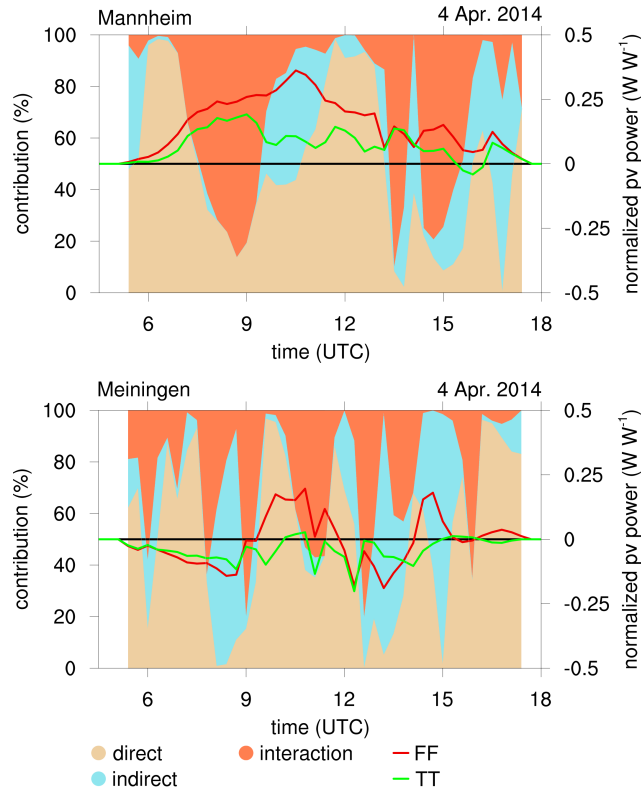 Mannheim 4 Apr. 2014
100 0.5
80 0.25
60 0
40 -0.25
20 -0.5
0
contribution (%)
normalized pv power (W W⁻¹)
6 9 12 15 18
time (UTC)
Meiningen 4 Apr. 2014
100 0.5
80 0.25
60 0
40 -0.25
20 -0.5
0
contribution (%)
normalized pv power (W W⁻¹)
6 9 12 15 18
time (UTC)
direct interaction FF
indirect TT